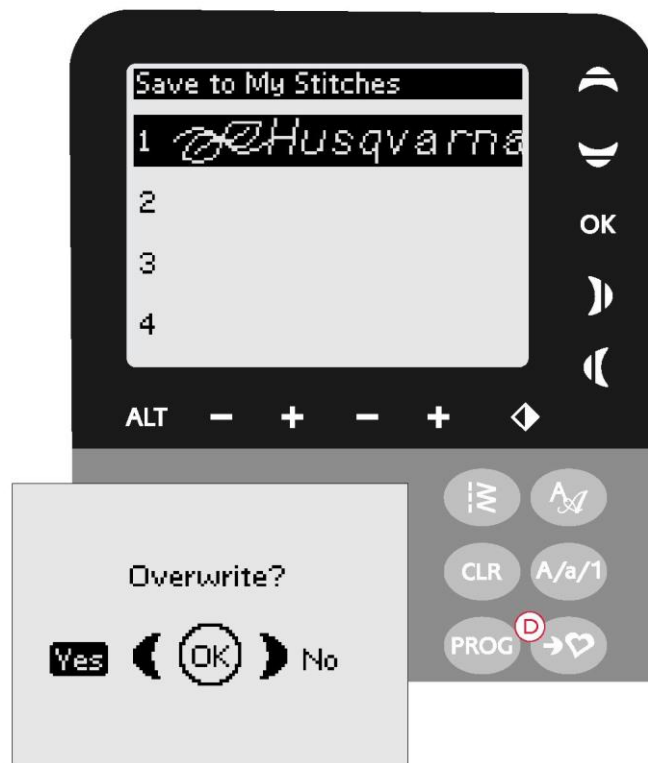 Save to My Stitches
1 Husqvarna
2
3
4
OK
ALT - + - +
A A
CLR A/a/1
PROG D
Overwrite?
Yes OK No